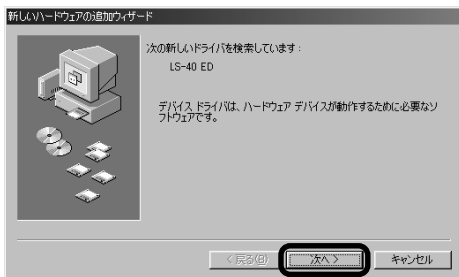 新しいハードウェアの追加ウィザード
次の新しいドライバを検索しています :
LS-40 ED
デバイス ドライバは、ハードウェア デバイスが動作するために必要なソ
フトウェアです。
< 戻る(B)
次へ >
キャンセル